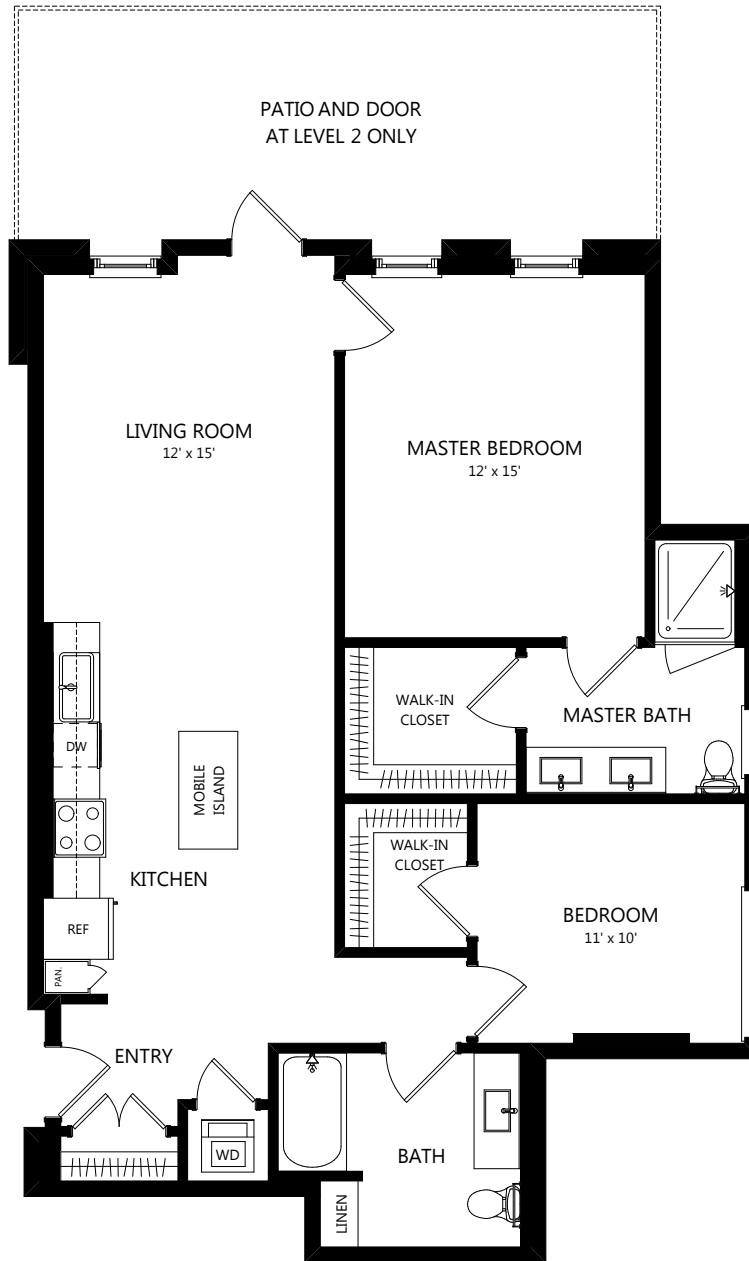 PATIO AND DOOR
AT LEVEL 2 ONLY
LIVING ROOM
12' x 15'
MASTER BEDROOM
12' x 15'
WALK-IN
CLOSET
MASTER BATH
DW
MOBILE
ISLAND
WALK-IN
CLOSET
KITCHEN
BEDROOM
11' x 10'
REF
PAN.
ENTRY
WD
BATH
LINEN